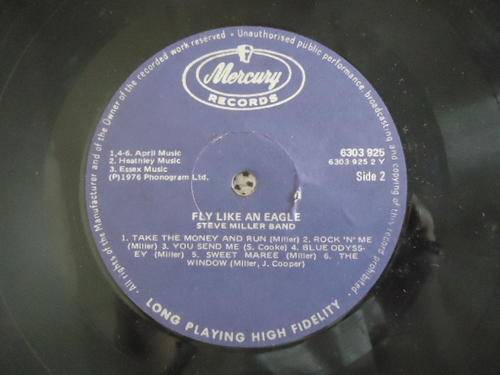 · All rights of the Manufacturer and of the Owner of the recorded work reserved · Unauthorised public performance, broadcasting and copying of this record prohibited.
Mercury
RECORDS
1,4-6. April Music
2. Heathley Music
3. Essex Music
(P)1976 Phonogram Ltd.
6303 925
6303 925 2 Y
Side 2
FLY LIKE AN EAGLE
STEVE MILLER BAND
1. TAKE THE MONEY AND RUN (Miller) 2. ROCK 'N' ME
(Miller) 3. YOU SEND ME (S. Cooke) 4. BLUE ODYSS-
EY (Miller) 5. SWEET MAREE (Miller) 6. THE
WINDOW (Miller, J. Cooper)
LONG PLAYING HIGH FIDELITY